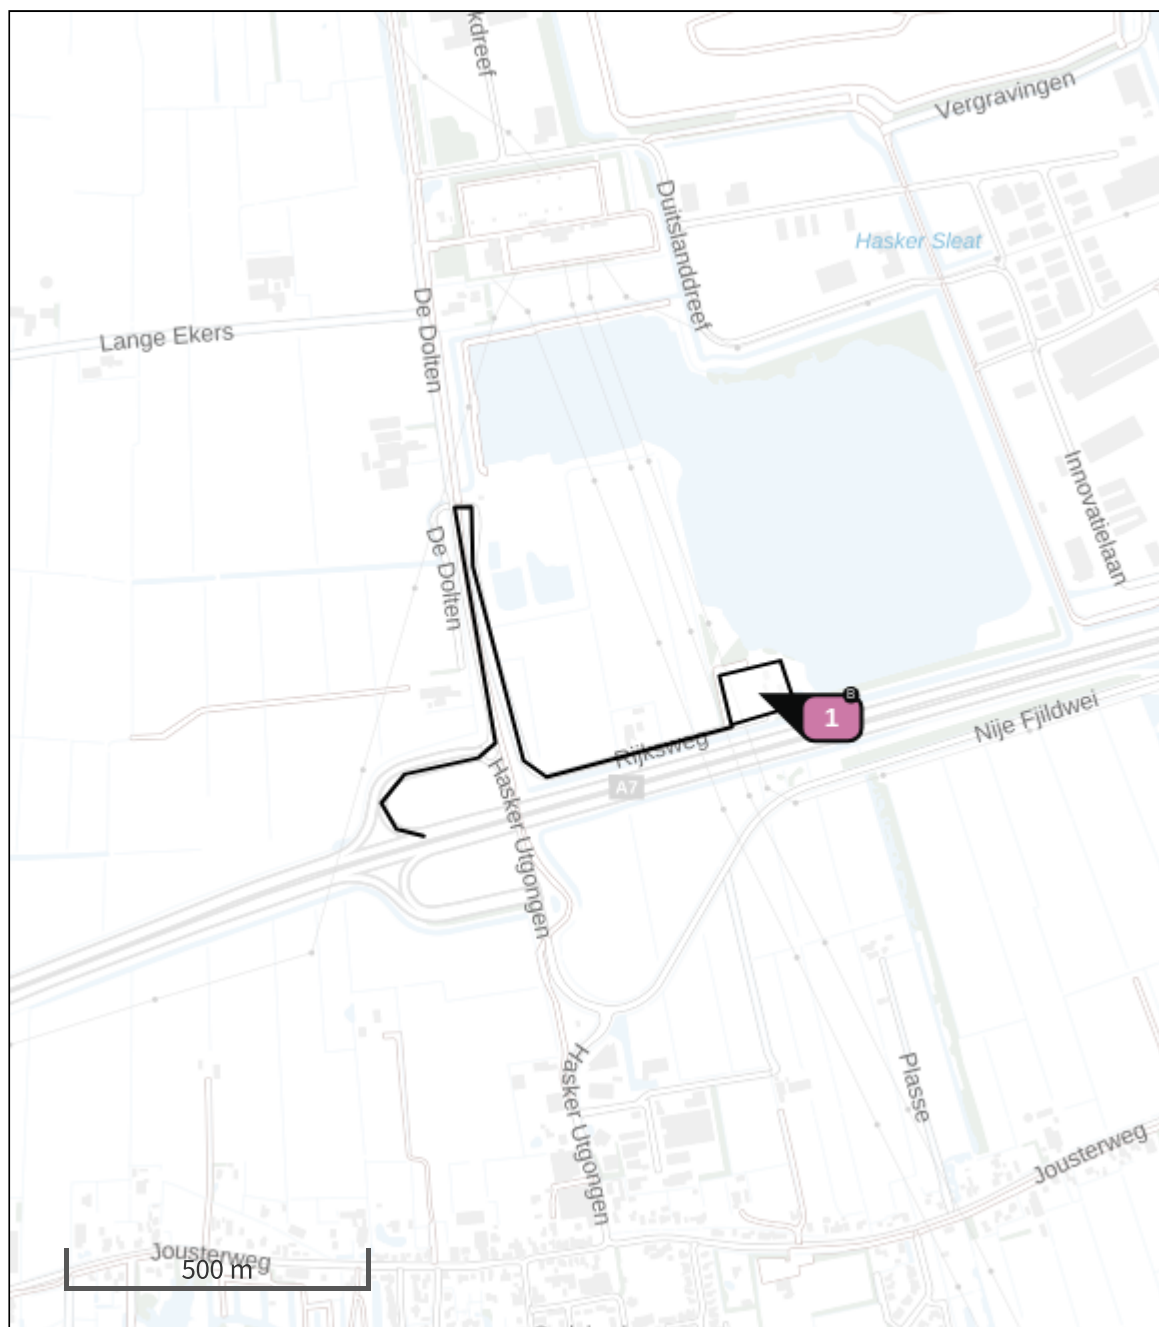 kdreef
Vergravingen
Duitslanddreef
Hasker Sleat
De Dolten
Lange Ekers
Innovatielaan
De Dolten
B
1
Nije Fjildwei
Rijksweg
A7
Hasker Utgongen
Hasker Utgongen
Plasse
Jousterweg
Jousterweg
500 m